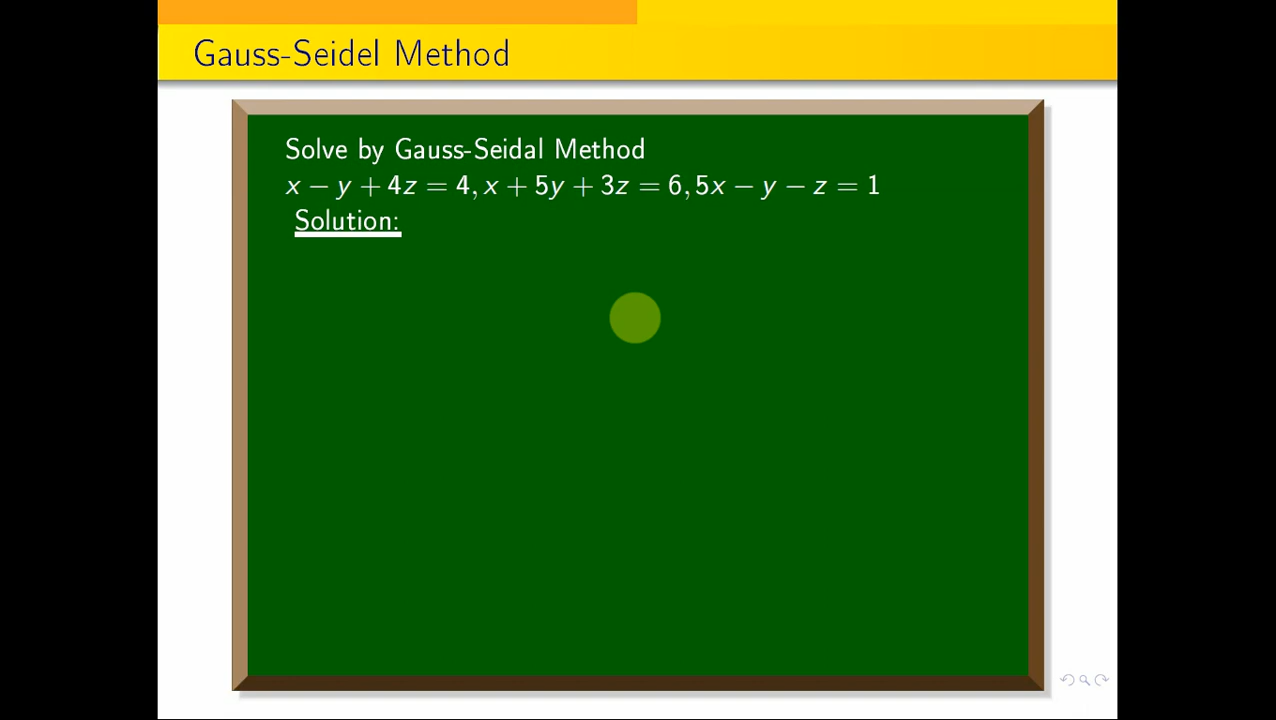 Gauss-Seidel Method
Solve by Gauss-Seidal Method
x − y + 4z = 4, x + 5y + 3z = 6, 5x − y − z = 1
Solution: